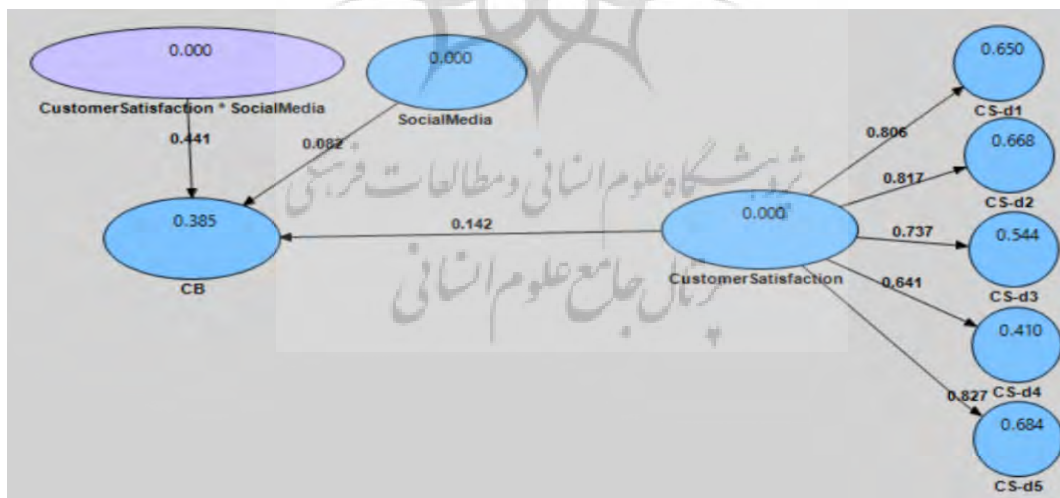 0.000
CustomerSatisfaction * SocialMedia
0.000
SocialMedia
0.441
0.082
0.385
CB
0.142
0.000
CustomerSatisfaction
0.806
0.817
0.737
0.641
0.827
0.650
CS-d1
0.668
CS-d2
0.544
CS-d3
0.410
CS-d4
0.684
CS-d5
پژوهشگاه علوم انسانی و مطالعات فرهنگی
پرتال جامع علوم انسانی